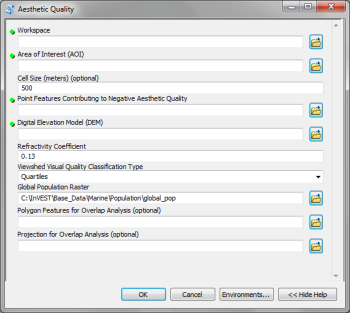 Aesthetic Quality
Workspace
Area of Interest (AOI)
Cell Size (meters) (optional)
500
Point Features Contributing to Negative Aesthetic Quality
Digital Elevation Model (DEM)
Refractivity Coefficient
0.13
Viewshed Visual Quality Classification Type
Quartiles
Global Population Raster
C:\InVEST\Base_Data\Marine\Population\global_pop
Polygon Features for Overlap Analysis (optional)
Projection for Overlap Analysis (optional)
OK Cancel Environments... << Hide Help